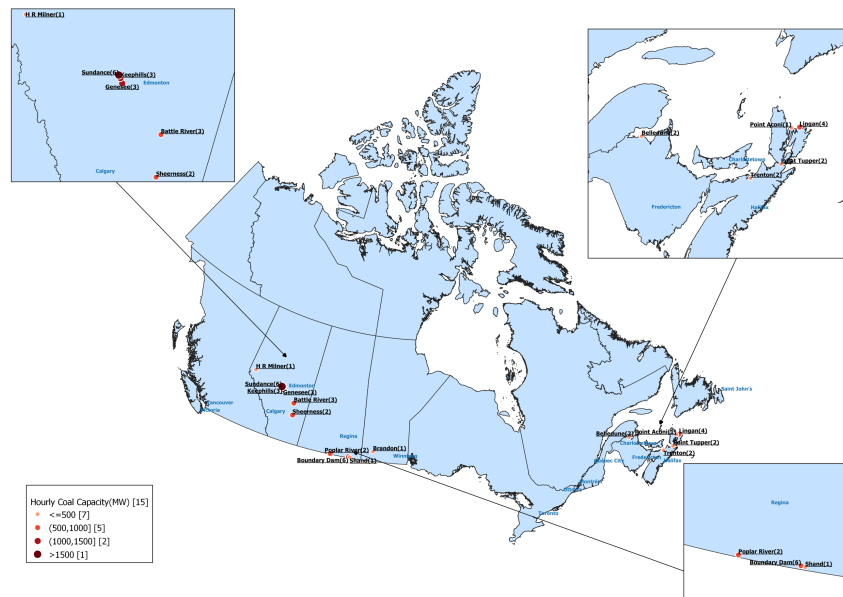 H R Milner(1)
Sundance(6)
Keephills(3)
Edmonton
Genesee(3)
Battle River(3)
Calgary
Sheerness(2)
Point Aconi(1)
Lingan(4)
Belledune(2)
Charlottetown
Point Tupper(2)
Trenton(2)
Fredericton
Halifax
H R Milner(1)
Sundance(6)
Edmonton
Keephills(3)
Genesee(3)
Battle River(3)
Calgary
Sheerness(2)
Vancouver
Saint John's
Regina
Brandon(1)
Poplar River(2)
Winnipeg
Boundary Dam(6)
Shand(1)
Belledune(2)
Point Aconi(1)
Lingan(4)
Point Tupper(2)
Trenton(2)
Fredericton
Halifax
Quebec City
Montréal
Ottawa
Toronto
Regina
Poplar River(2)
Boundary Dam(6)
Shand(1)
Hourly Coal Capacity(MW) [15]
<=500 [7]
(500,1000] [5]
(1000,1500] [2]
>1500 [1]